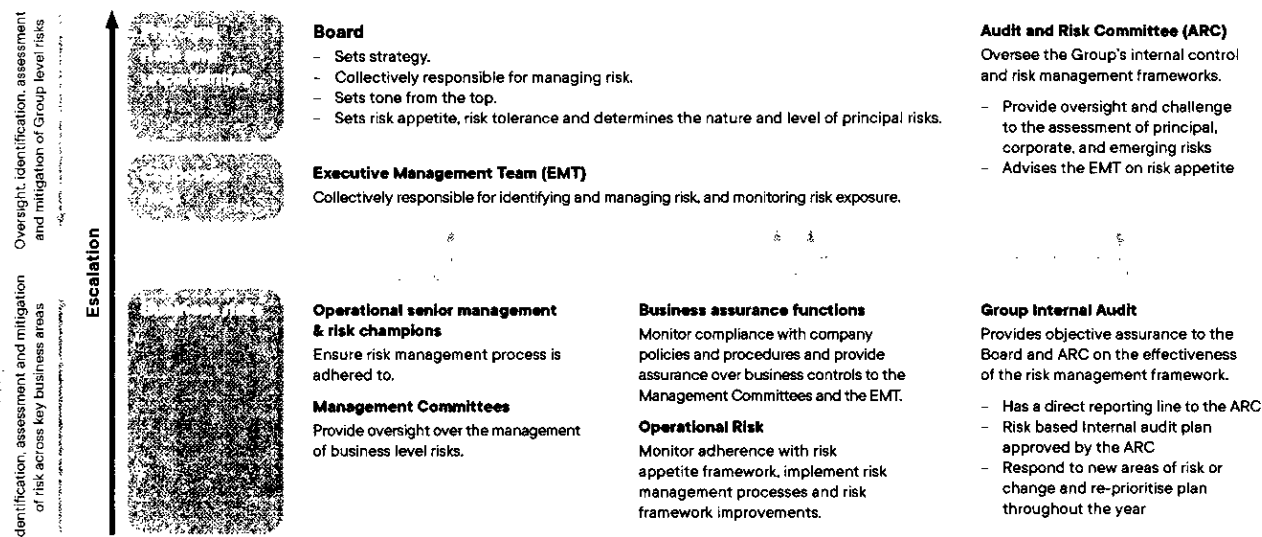 Oversight, identification, assessment
and mitigation of Group level risks
dentification, assessment and mitigation
of risk across key business areas
Escalation
Board
– Sets strategy.
– Collectively responsible for managing risk.
– Sets tone from the top.
– Sets risk appetite, risk tolerance and determines the nature and level of principal risks.
Executive Management Team (EMT)
Collectively responsible for identifying and managing risk, and monitoring risk exposure.
Audit and Risk Committee (ARC)
Oversee the Group's internal control
and risk management frameworks.
– Provide oversight and challenge
to the assessment of principal,
corporate, and emerging risks
– Advises the EMT on risk appetite
Operational senior management
& risk champions
Ensure risk management process is
adhered to.
Management Committees
Provide oversight over the management
of business level risks.
Business assurance functions
Monitor compliance with company
policies and procedures and provide
assurance over business controls to the
Management Committees and the EMT.
Operational Risk
Monitor adherence with risk
appetite framework, implement risk
management processes and risk
framework improvements.
Group Internal Audit
Provides objective assurance to the
Board and ARC on the effectiveness
of the risk management framework.
– Has a direct reporting line to the ARC
– Risk based Internal audit plan
approved by the ARC
– Respond to new areas of risk or
change and re-prioritise plan
throughout the year